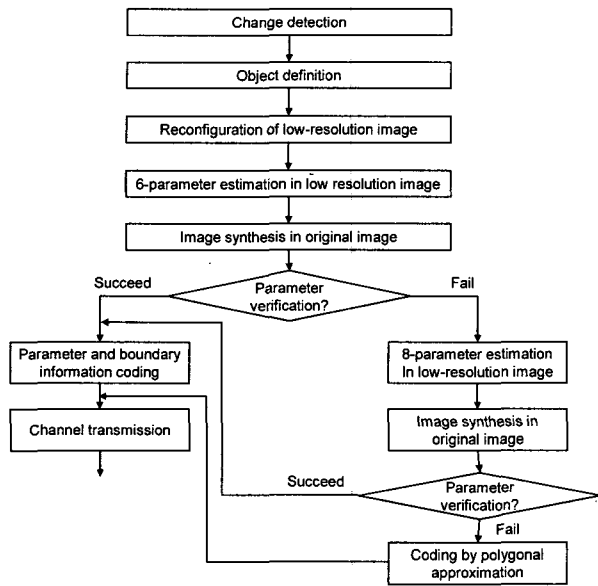 Change detection
Object definition
Reconfiguration of low-resolution image
6-parameter estimation in low resolution image
Image synthesis in original image
Succeed
Parameter
verification?
Fail
Parameter and boundary
information coding
8-parameter estimation
In low-resolution image
Channel transmission
Image synthesis in
original image
Succeed
Parameter
verification?
Fail
Coding by polygonal
approximation